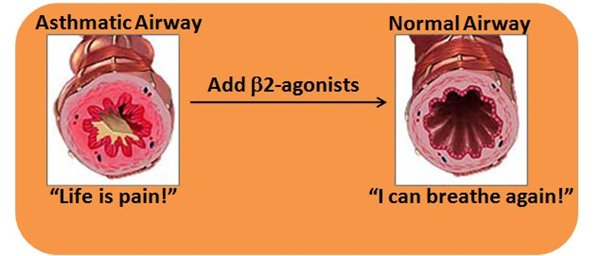 Asthmatic Airway
Normal Airway
Add β2-agonists
“Life is pain!”
“I can breathe again!”